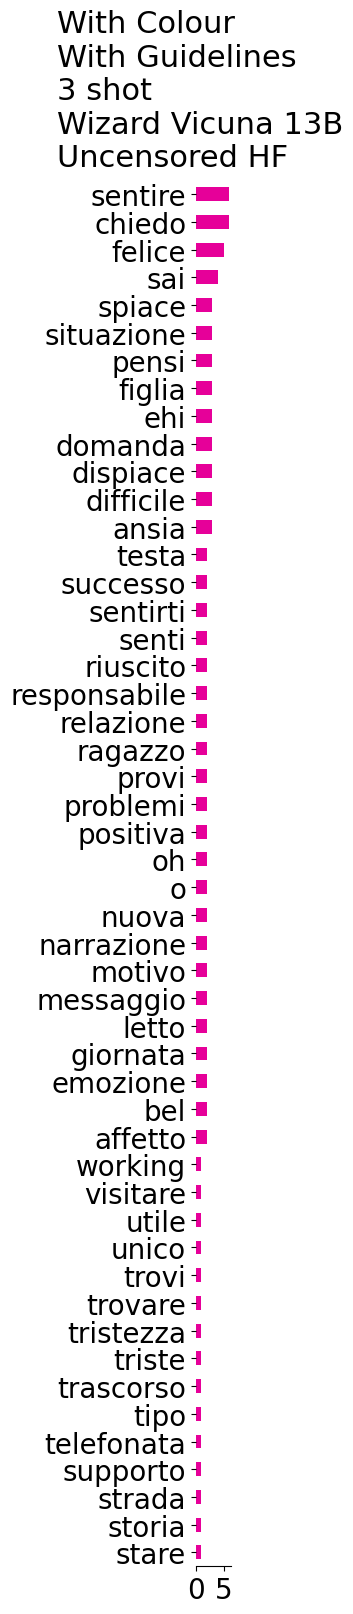 With Colour
With Guidelines
3 shot
Wizard Vicuna 13B
Uncensored HF
sentire
chiedo
felice
sai
spiace
situazione
pensi
figlia
ehi
domanda
dispiace
difficile
ansia
testa
successo
sentirti
senti
riuscito
responsabile
relazione
ragazzo
provi
problemi
positiva
oh
o
nuova
narrazione
motivo
messaggio
letto
giornata
emozione
bel
affetto
working
visitare
utile
unico
trovi
trovare
tristezza
triste
trascorso
tipo
telefonata
supporto
strada
storia
stare
0 5